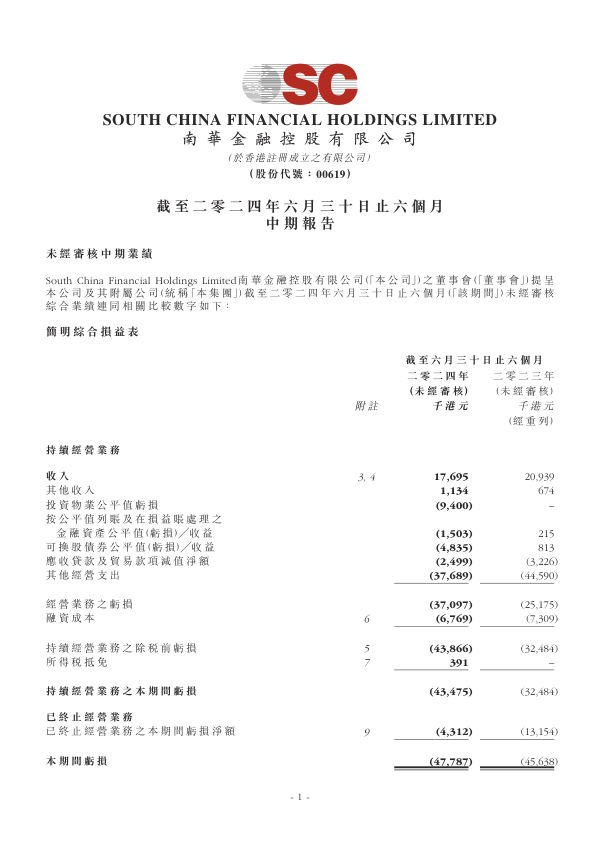 SC
SOUTH CHINA FINANCIAL HOLDINGS LIMITED
南華金融控股有限公司
(於香港註冊成立之有限公司)
(股份代號：00619)
截至二零二四年六月三十日止六個月
中期報告
未經審核中期業績
South China Financial Holdings Limited南華金融控股有限公司(「本公司」)之董事會(「董事會」)提呈
本公司及其附屬公司(統稱「本集團」)截至二零二四年六月三十日止六個月(「該期間」)未經審核
綜合業績連同相關比較數字如下：
簡明綜合損益表
截至六月三十日止六個月
二零二四年 二零二三年
(未經審核) (未經審核)
附註 千港元 千港元
(經重列)
持續經營業務
收入 3, 4 17,695 20,939
其他收入 1,134 674
投資物業公平值虧損 (9,400) –
按公平值列賬及在損益賬處理之
金融資產公平值(虧損)╱收益 (1,503) 215
可換股債券公平值(虧損)╱收益 (4,835) 813
應收貸款及貿易款項減值淨額 (2,499) (3,226)
其他經營支出 (37,689) (44,590)
經營業務之虧損 (37,097) (25,175)
融資成本 6 (6,769) (7,309)
持續經營業務之除稅前虧損 5 (43,866) (32,484)
所得稅抵免 7 391 –
持續經營業務之本期間虧損 (43,475) (32,484)
已終止經營業務
已終止經營業務之本期間虧損淨額 9 (4,312) (13,154)
本期間虧損 (47,787) (45,638)
- 1 -